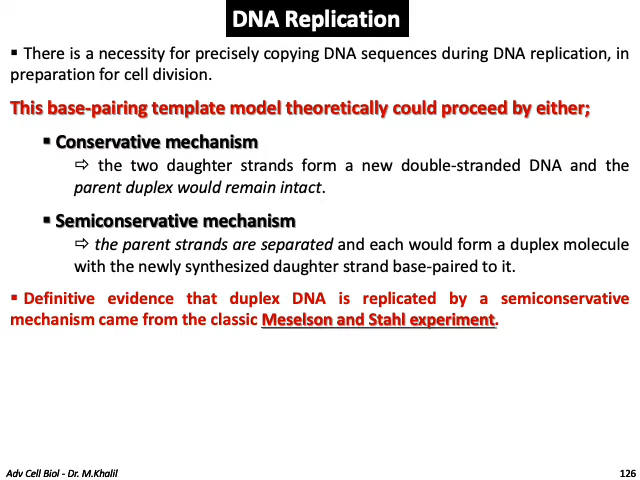 DNA Replication
▪ There is a necessity for precisely copying DNA sequences during DNA replication, in
preparation for cell division.
This base-pairing template model theoretically could proceed by either;
▪ Conservative mechanism
⇨ the two daughter strands form a new double-stranded DNA and the
parent duplex would remain intact.
▪ Semiconservative mechanism
⇨ the parent strands are separated and each would form a duplex molecule
with the newly synthesized daughter strand base-paired to it.
▪ Definitive evidence that duplex DNA is replicated by a semiconservative
mechanism came from the classic Meselson and Stahl experiment.
Adv Cell Biol - Dr. M.Khalil
126